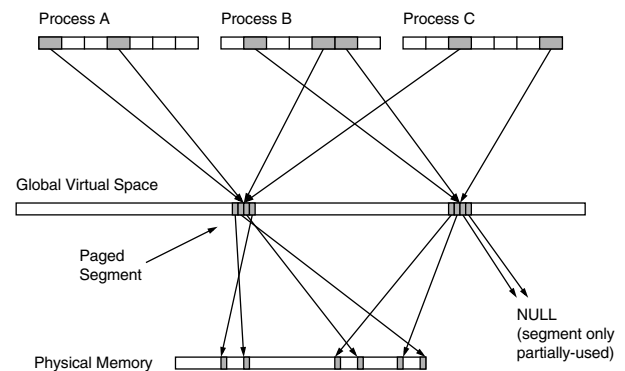 Process A
Process B
Process C
Global Virtual Space
Paged
Segment
NULL
(segment only
partially-used)
Physical Memory